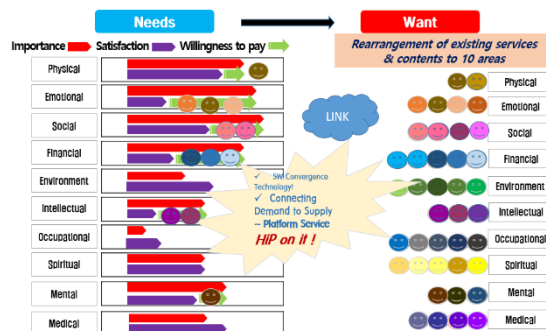 Needs
Want
Importance
Satisfaction
Willingness to pay
Rearrangement of existing services
& contents to 10 areas
Physical
Emotional
Social
Financial
Environment
Intellectual
Occupational
Spiritual
Mental
Medical
LINK
✓ SW Convergence
Technology!
✓ Connecting
Demand to Supply
– Platform Service
HiP on it !
Physical
Emotional
Social
Financial
Environment
Intellectual
Occupational
Spiritual
Mental
Medical